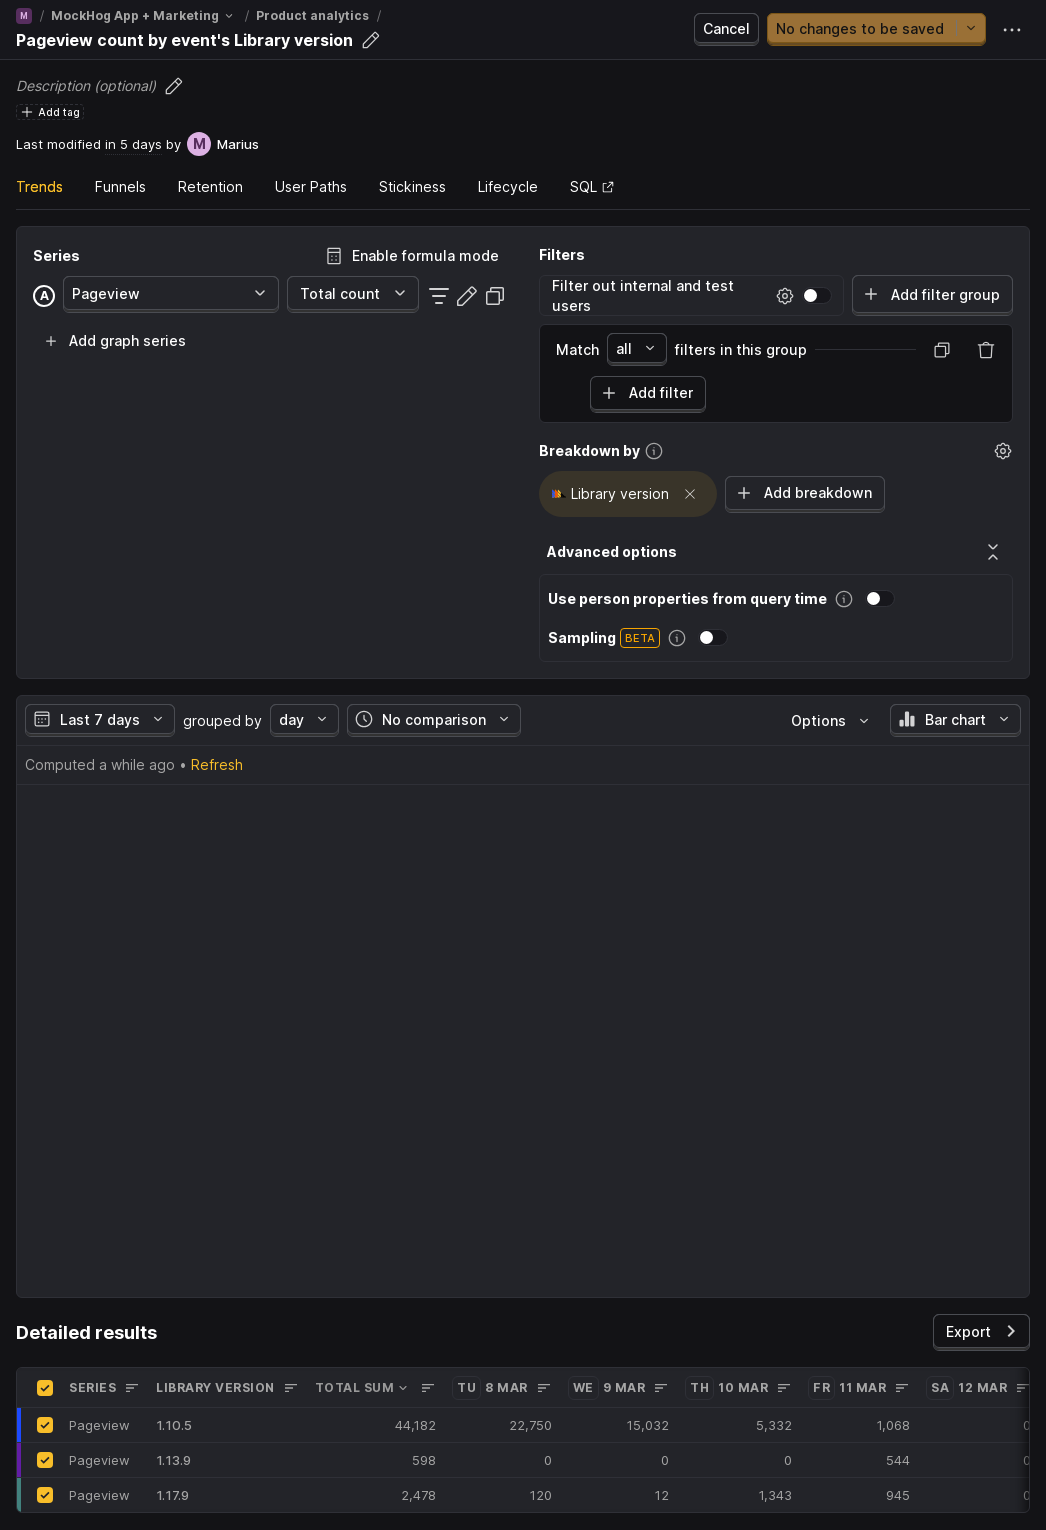 M / MockHog App + Marketing / Product analytics /
Pageview count by event's Library version
Cancel
No changes to be saved
Description (optional)
Add tag
Last modified in 5 days by M Marius
Trends Funnels Retention User Paths Stickiness Lifecycle SQL
Series
Enable formula mode
A Pageview Total count
Add graph series
Filters
Filter out internal and test
users
Add filter group
Match all filters in this group
Add filter
Breakdown by
Library version
Add breakdown
Advanced options
Use person properties from query time
Sampling BETA
Last 7 days grouped by day No comparison Options Bar chart
Computed a while ago • Refresh
Detailed results
Export
SERIES LIBRARY VERSION TOTAL SUM TU 8 MAR WE 9 MAR TH 10 MAR FR 11 MAR SA 12 MAR
Pageview 1.10.5 44,182 22,750 15,032 5,332 1,068 0
Pageview 1.13.9 598 0 0 0 544 0
Pageview 1.17.9 2,478 120 12 1,343 945 0